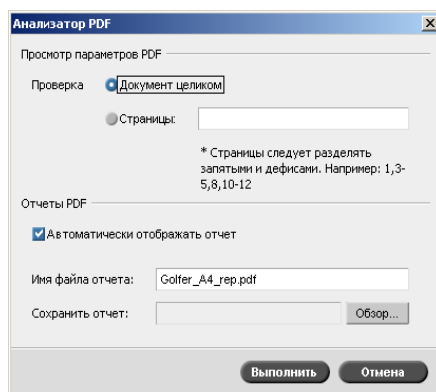 Анализатор PDF
Просмотр параметров PDF
Проверка Документ целиком
Страницы:
* Страницы следует разделять
запятыми и дефисами. Например: 1,3-
5,8,10-12
Отчеты PDF
Автоматически отображать отчет
Имя файла отчета: Golfer_A4_rep.pdf
Сохранить отчет: Обзор...
Выполнить Отмена